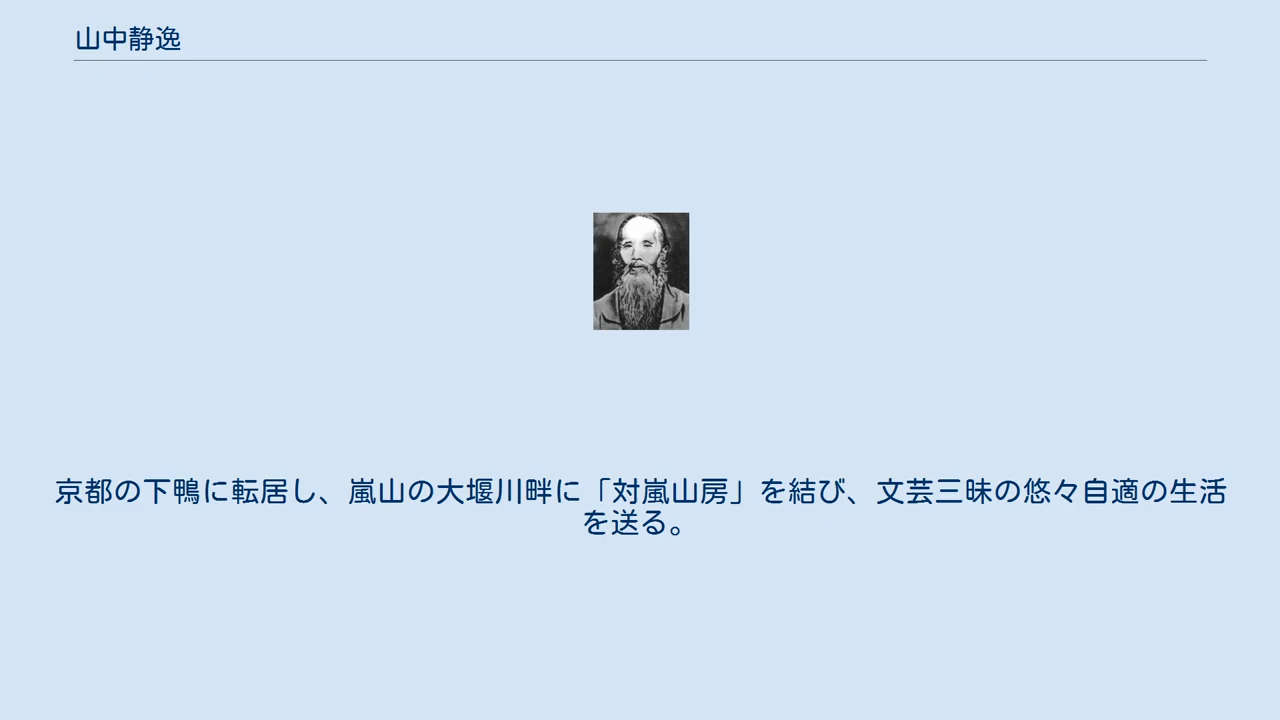 山中静逸
京都の下鴨に転居し、嵐山の大堰川畔に「対嵐山房」を結び、文芸三昧の悠々自適の生活
を送る。